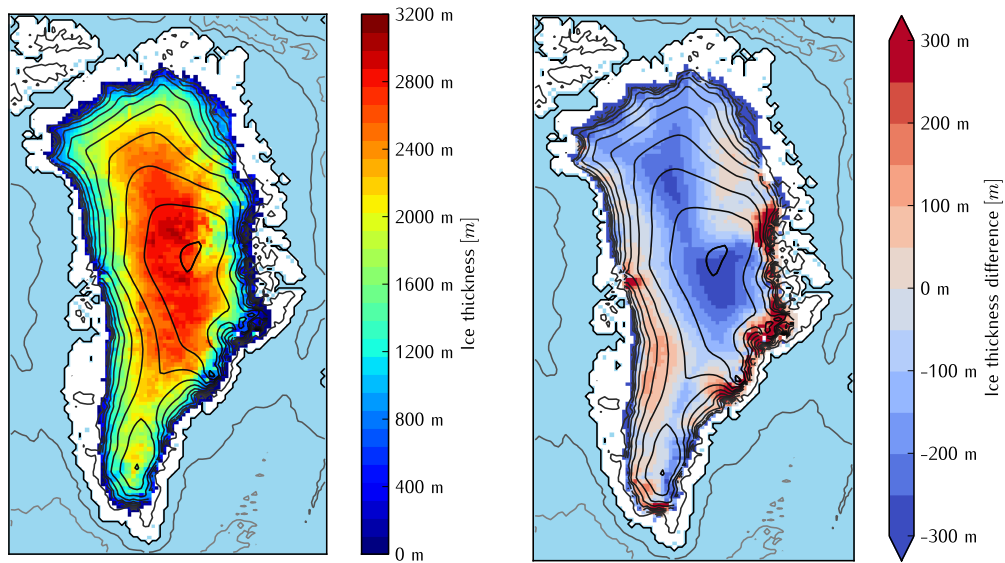 3200 m
2800 m
2400 m
2000 m
1600 m
1200 m
800 m
400 m
0 m
Ice thickness [m]
300 m
200 m
100 m
0 m
-100 m
-200 m
-300 m
Ice thickness difference [m]